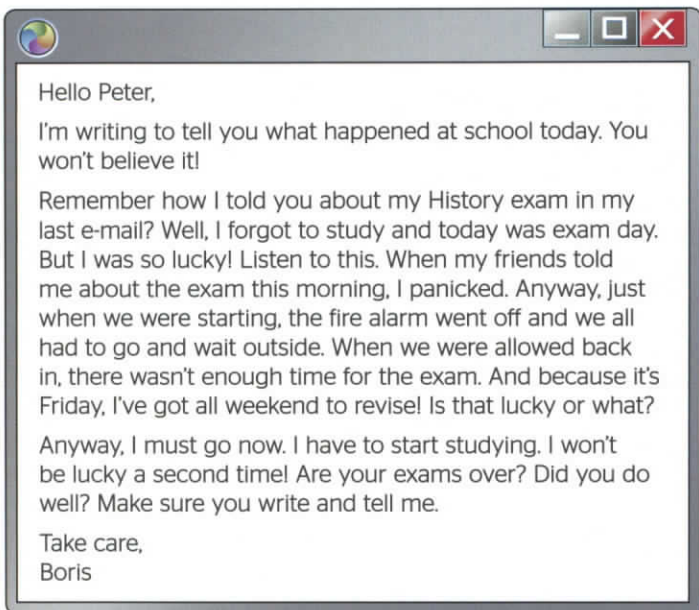 Hello Peter,
I'm writing to tell you what happened at school today. You
won't believe it!
Remember how I told you about my History exam in my
last e-mail? Well, I forgot to study and today was exam day.
But I was so lucky! Listen to this. When my friends told
me about the exam this morning, I panicked. Anyway, just
when we were starting, the fire alarm went off and we all
had to go and wait outside. When we were allowed back
in, there wasn't enough time for the exam. And because it's
Friday, I've got all weekend to revise! Is that lucky or what?
Anyway, I must go now. I have to start studying. I won't
be lucky a second time! Are your exams over? Did you do
well? Make sure you write and tell me.
Take care,
Boris